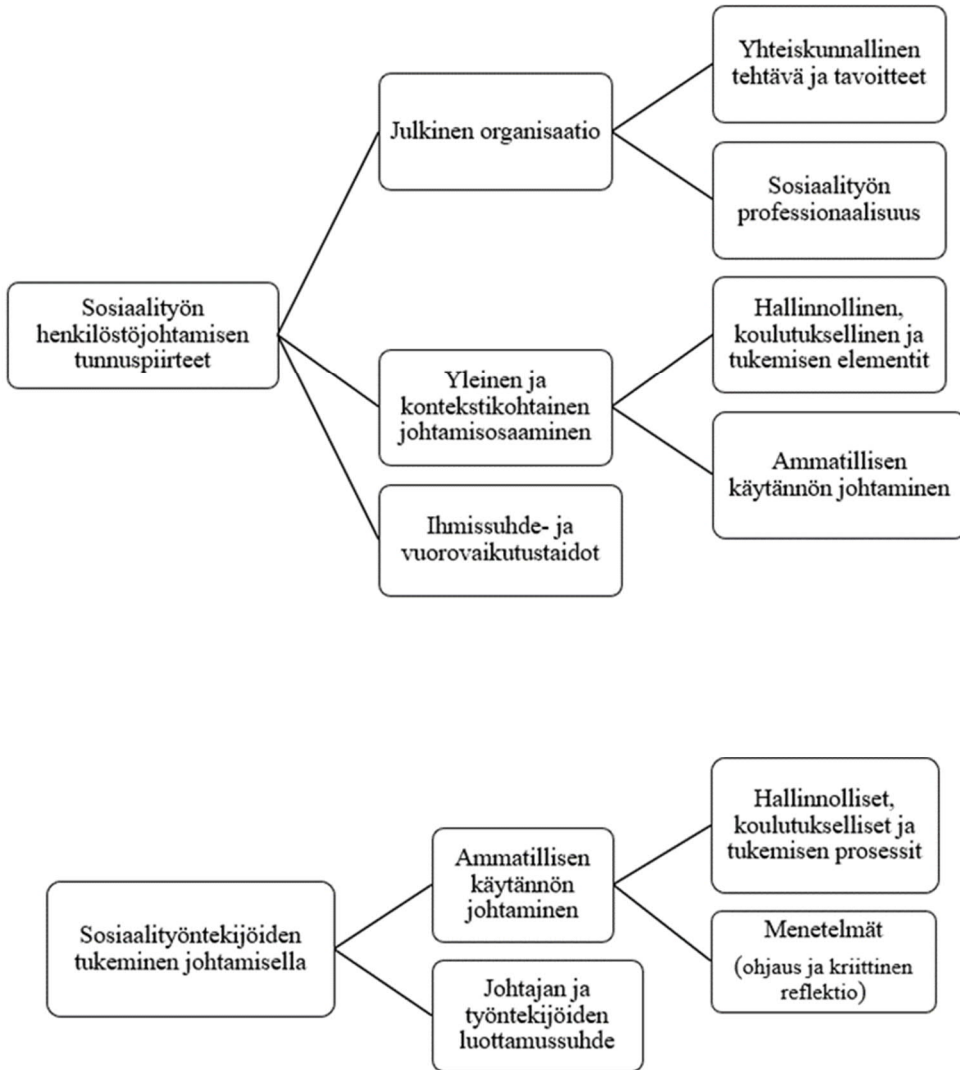 Sosiaalityön
henkilöstöjohtamisen
tunnuspiirteet
Julkinen organisaatio
Yhteiskunnallinen
tehtävä ja tavoitteet
Sosiaalityön
professionaalisuus
Yleinen ja
kontekstikohtainen
johtamisosaaminen
Hallinnollinen,
koulutuksellinen ja
tukemisen elementit
Ammatillisen
käytännön johtaminen
Ihmissuhde- ja
vuorovaikutustaidot
Sosiaalityöntekijöiden
tukeminen johtamisella
Ammatillisen
käytännön
johtaminen
Hallinnolliset,
koulutukselliset ja
tukemisen prosessit
Menetelmät
(ohjaus ja kriittinen
reflektio)
Johtajan ja
työntekijöiden
luottamussuhde